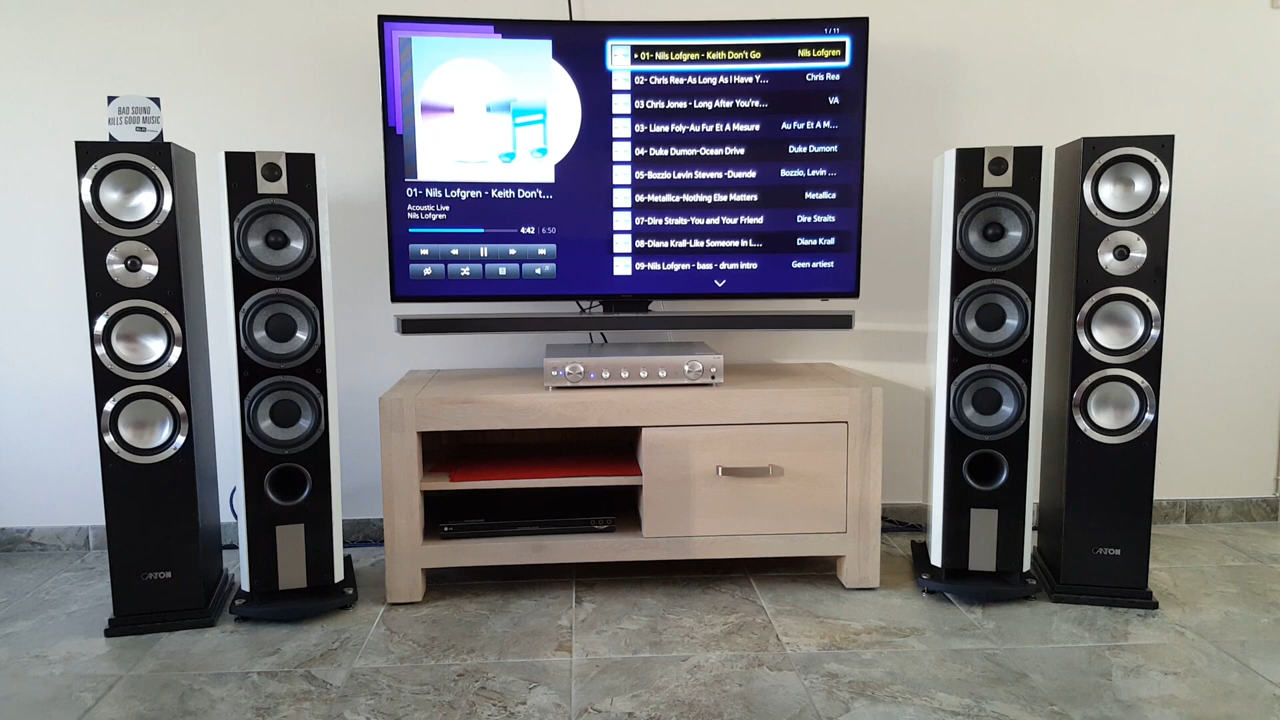 BAD SOUND
KILLS GOOD MUSIC
1 / 11
01- Nils Lofgren - Keith Don't Go Nils Lofgren
02- Chris Rea-As Long As I Have Y... Chris Rea
03 Chris Jones - Long After You're... VA
03- Liane Foly-Au Fur Et A Mesure Au Fur Et A M...
04- Duke Dumon-Ocean Drive Duke Dumont
05-Bozzio Levin Stevens -Duende Bozzio, Levin ...
06-Metallica-Nothing Else Matters Metallica
07-Dire Straits-You and Your Friend Dire Straits
08-Diana Krall-Like Someone In L... Diana Krall
09-Nils Lofgren - bass - drum intro Geen artiest
01- Nils Lofgren - Keith Don't...
Acoustic Live
Nils Lofgren
4:42 | 6:50
CANTON
CANTON